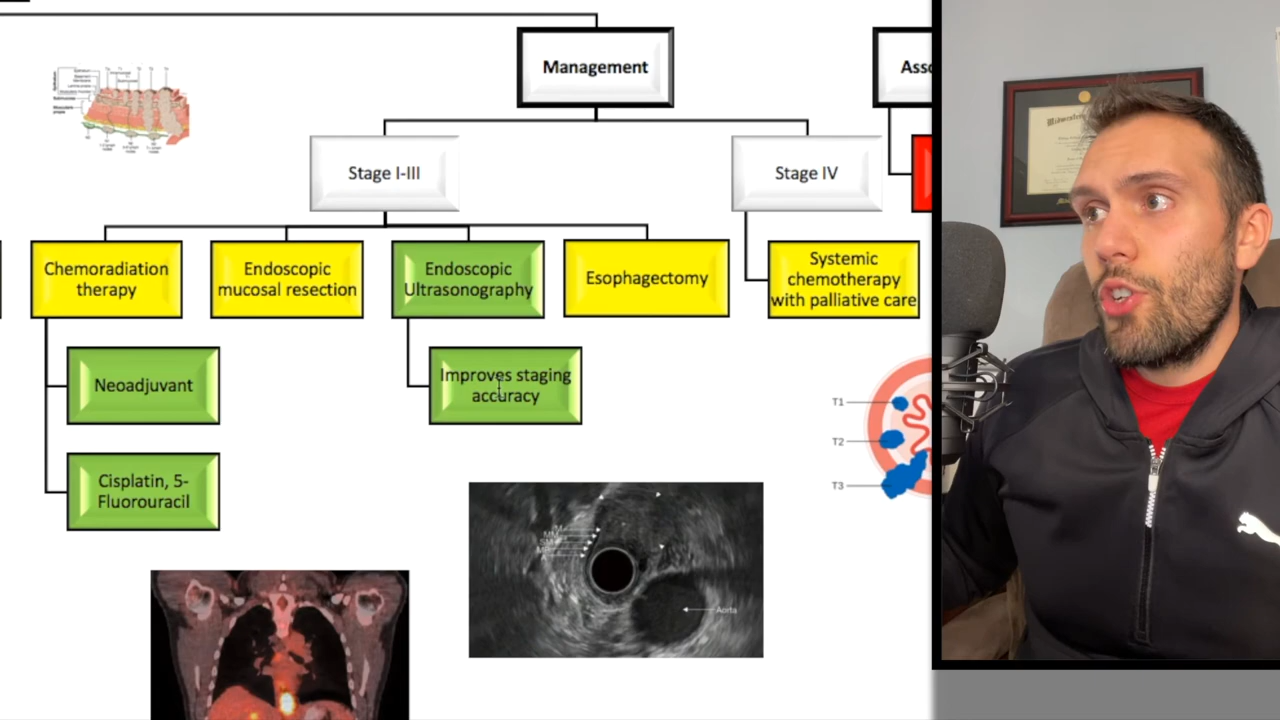 Management
Asso
Stage I-III
Stage IV
Chemoradiation
therapy
Endoscopic
mucosal resection
Endoscopic
Ultrasonography
Esophagectomy
Systemic
chemotherapy
with palliative care
Neoadjuvant
Improves staging
accuracy
Cisplatin, 5-
Fluorouracil
T1
T2
T3
Aorta